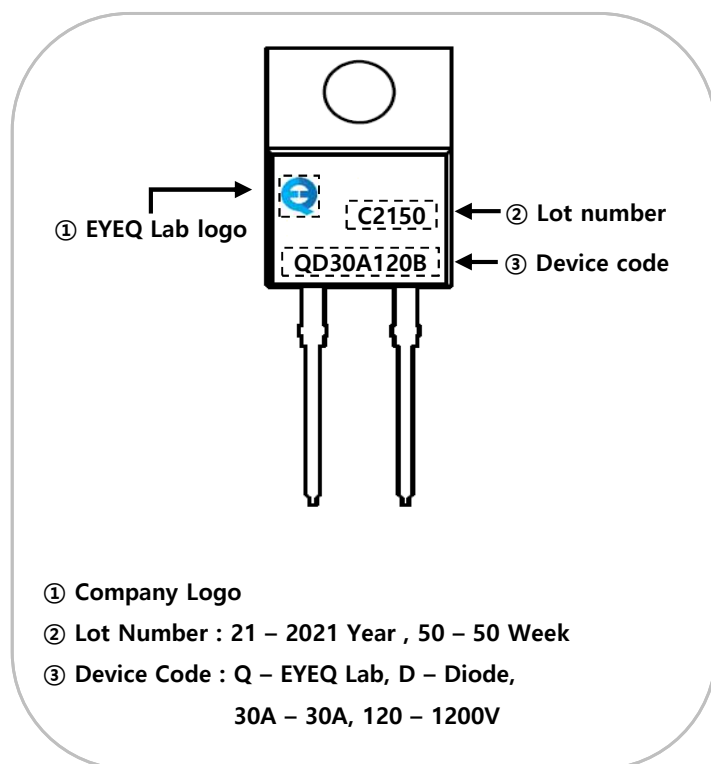 ① EYEQ Lab logo
C2150
② Lot number
QD30A120B
③ Device code
① Company Logo
② Lot Number : 21 – 2021 Year , 50 – 50 Week
③ Device Code : Q – EYEQ Lab, D – Diode,
30A – 30A, 120 – 1200V